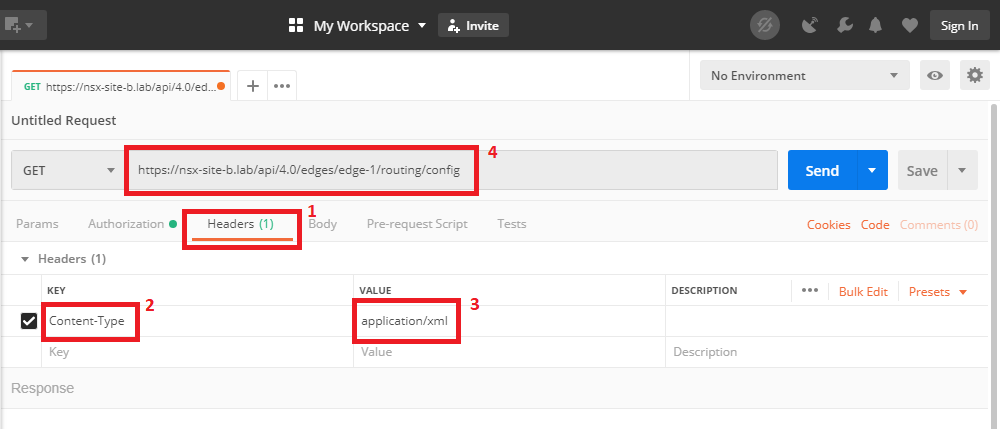 My Workspace Invite Sign In
GET https://nsx-site-b.lab/api/4.0/ed... + ••• No Environment
Untitled Request
4
GET https://nsx-site-b.lab/api/4.0/edges/edge-1/routing/config Send Save
1
Params Authorization Headers (1) Body Pre-request Script Tests Cookies Code Comments (0)
Headers (1)
KEY VALUE DESCRIPTION ••• Bulk Edit Presets
2 3
Content-Type application/xml
Key Value Description
Response